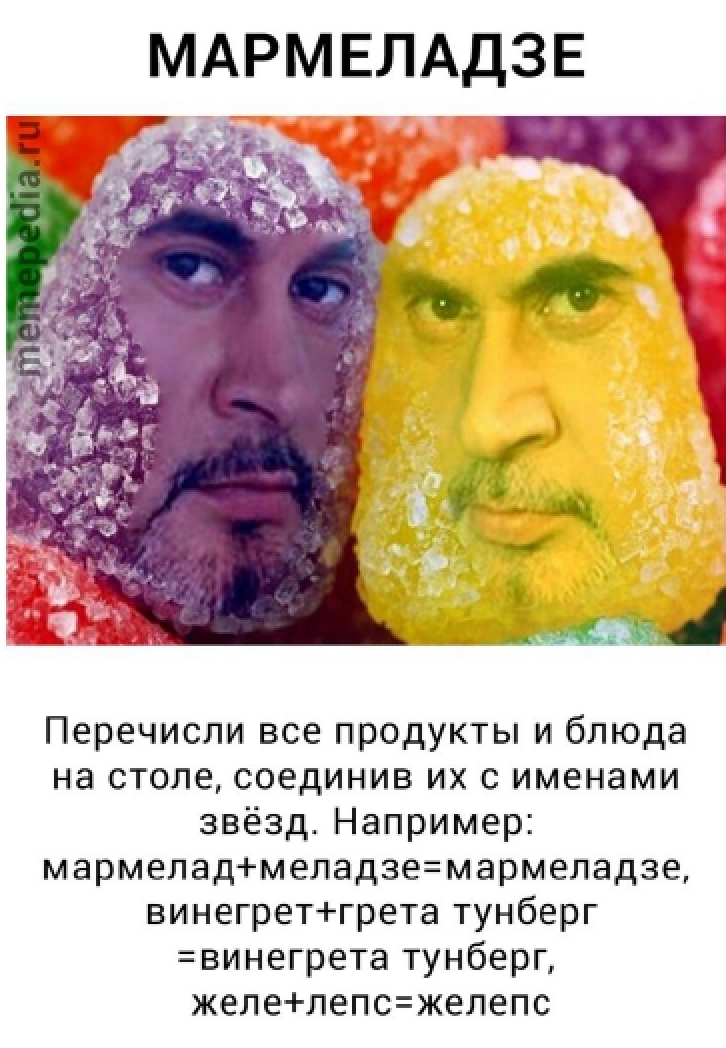 МАРМЕЛАДЗЕ
memepedia.ru
Перечисли все продукты и блюда
на столе, соединив их с именами
звёзд. Например:
мармелад+меладзе=мармеладзе,
винегрет+грета тунберг
=винегрета тунберг,
желе+лепс=желепс